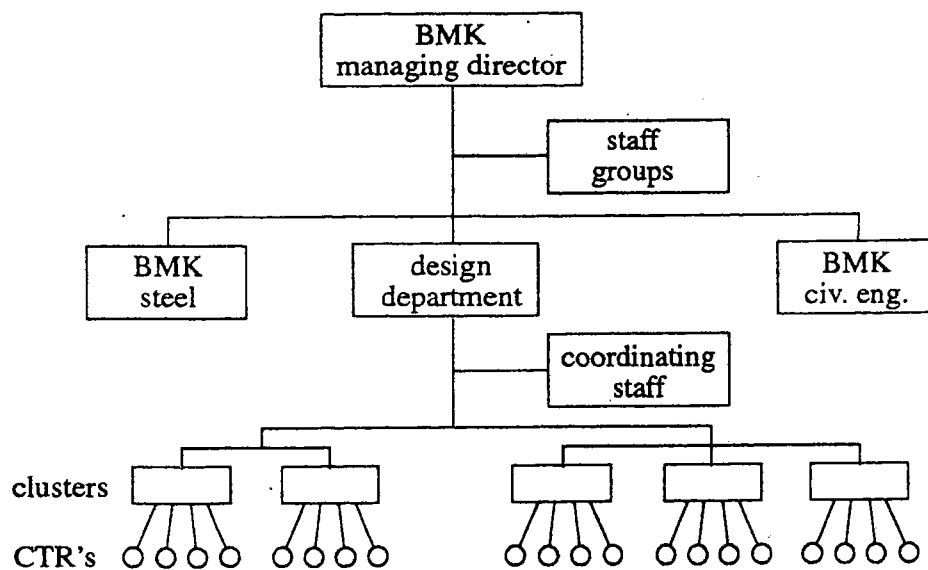 BMK
managing director
staff
groups
BMK
steel
design
department
BMK
civ. eng.
coordinating
staff
clusters
CTR's